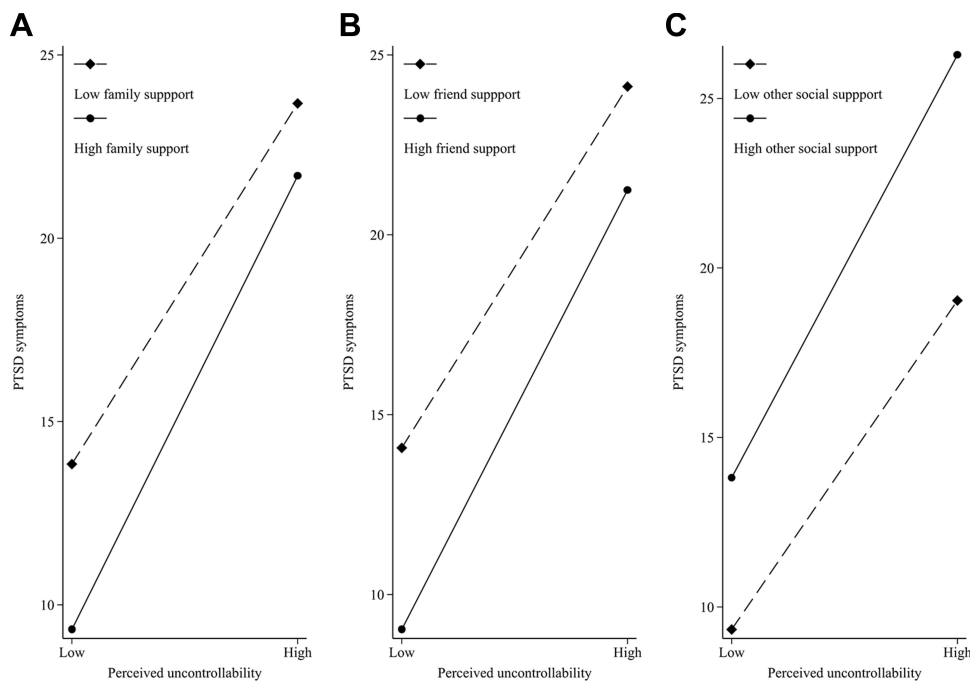 A
25
20
15
10
PTSD symptoms
Low family suppport
High family support
Low
High
Perceived uncontrollability
B
25
20
15
10
PTSD symptoms
Low friend suppport
High friend support
Low
High
Perceived uncontrollability
C
25
20
15
10
PTSD symptoms
Low other social suppport
High other social support
Low
High
Perceived uncontrollability